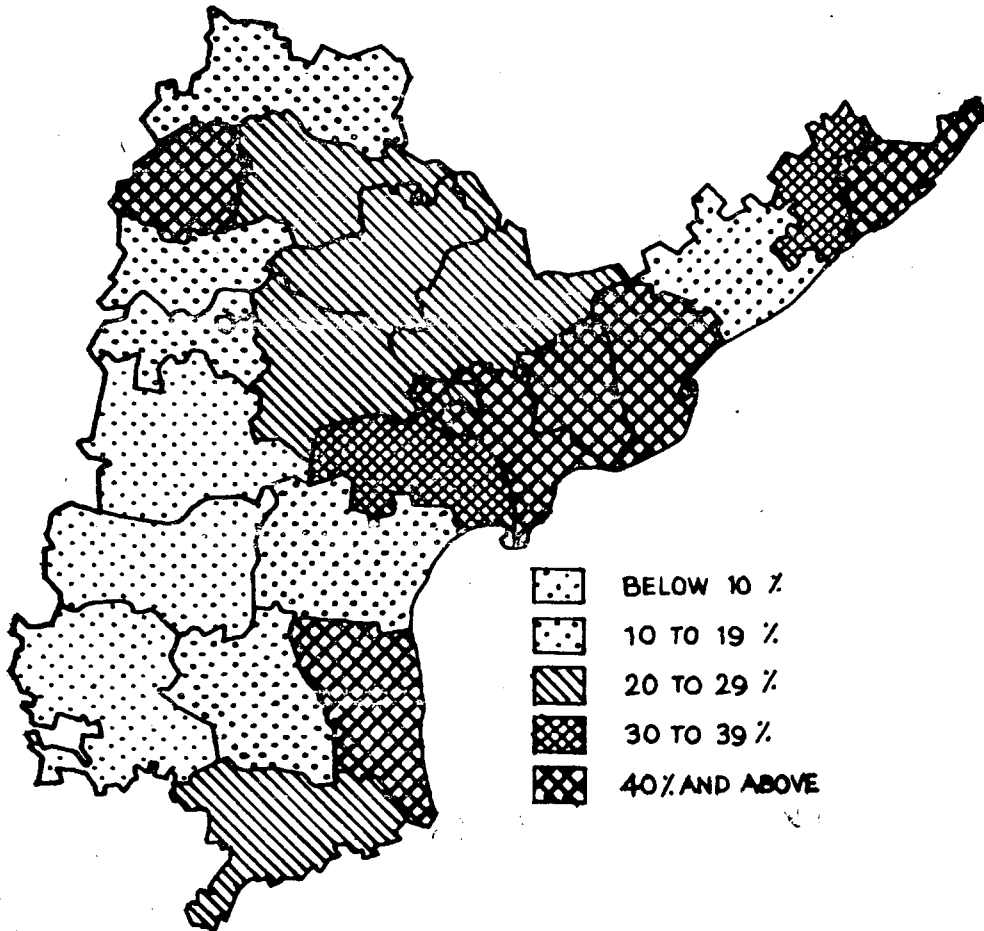 BELOW 10 %
10 TO 19 %
20 TO 29 %
30 TO 39 %
40% AND ABOVE